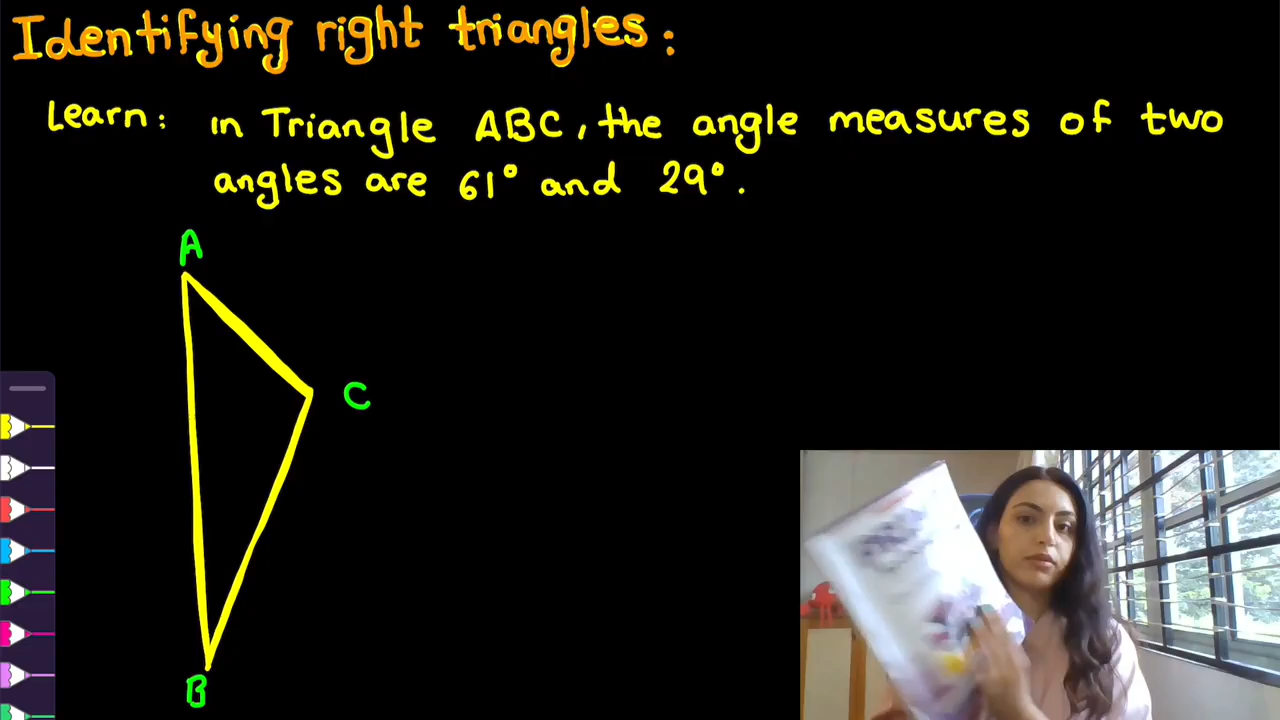 Identifying right triangles:
Learn: in Triangle ABC, the angle measures of two
angles are 61° and 29°.
A
C
B